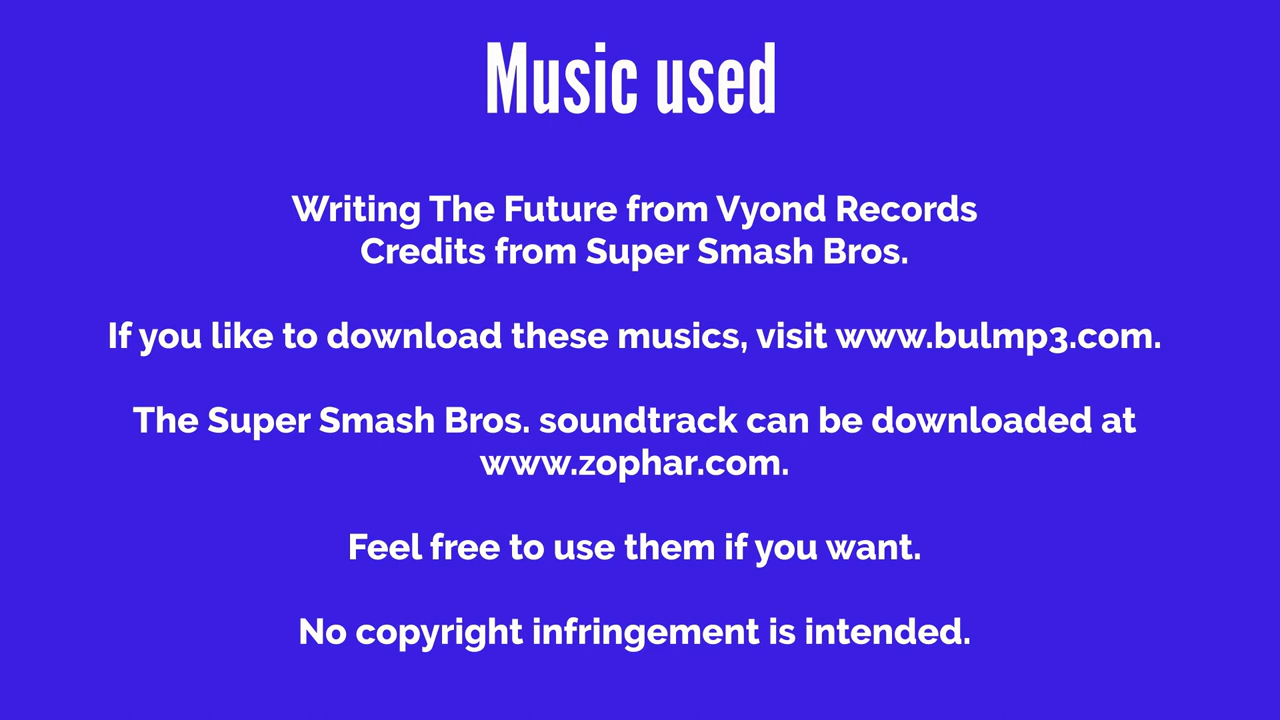 Music used
Writing The Future from Vyond Records
Credits from Super Smash Bros.
If you like to download these musics, visit www.bulmp3.com.
The Super Smash Bros. soundtrack can be downloaded at
www.zophar.com.
Feel free to use them if you want.
No copyright infringement is intended.